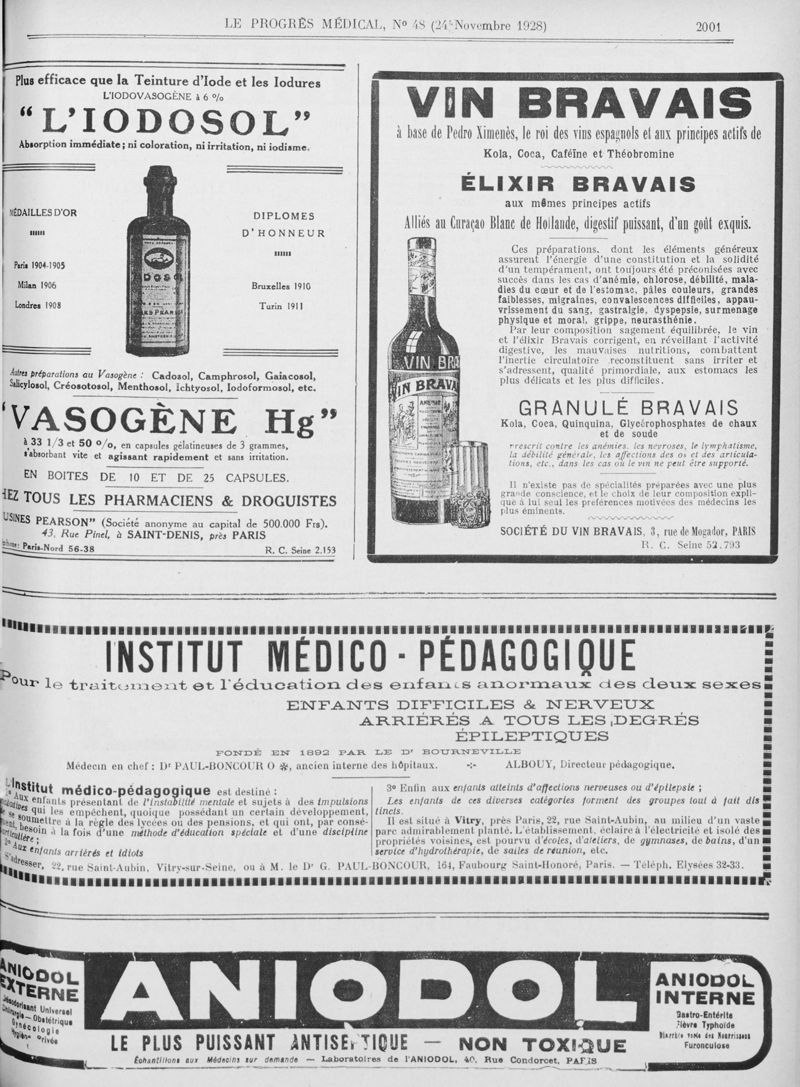 LE PROGRÈS MÉDICAL, No 48 (24 Novembre 1928) 2001
Plus efficace que la Teinture d'Iode et les Iodures
L'IODOVASOGÈNE à 6 %
“L'IODOSOL”
Absorption immédiate; ni coloration, ni irritation, ni iodisme.
MÉDAILLES D'OR
Paris 1904-1905
Milan 1906
Londres 1908
DIPLOMES
D'HONNEUR
Bruxelles 1910
Turin 1911
Autres préparations au Vasogène : Cadosol, Camphrosol, Gaiacosol,
Salicylosol, Créosotosol, Menthosol, Ichtyosol, Iodoformosol, etc.
“VASOGÈNE Hg”
à 33 1/3 et 50 %, en capsules gélatineuses de 3 grammes,
s'absorbant vite et agissant rapidement et sans irritation.
EN BOITES DE 10 ET DE 25 CAPSULES.
HEZ TOUS LES PHARMACIENS & DROGUISTES
USINES PEARSON” (Société anonyme au capital de 500.000 Frs).
43, Rue Pinel, à SAINT-DENIS, près PARIS
Paris-Nord 56-38 R. C. Seine 2.153
VIN BRAVAIS
à base de Pedro Ximenès, le roi des vins espagnols et aux principes actifs de
Kola, Coca, Caféine et Théobromine
ÉLIXIR BRAVAIS
aux mêmes principes actifs
Alliés au Curaçao Blanc de Hollande, digestif puissant, d'un goût exquis.
Ces préparations. dont les éléments généreux
assurent l'énergie d'une constitution et la solidité
d'un tempérament, ont toujours été préconisées avec
succès dans les cas d'anémie, chlorose, débilité, mala-
dies du cœur et de l'estomac, pâles couleurs, grandes
faiblesses, migraines, convalescences difficiles, appau-
vrissement du sang, gastralgie, dyspepsie, surmenage
physique et moral, grippe, neurasthénie.
Par leur composition sagement équilibrée, le vin
et l'élixir Bravais corrigent, en réveillant l'activité
digestive, les mauvaises nutritions, combattent
l'inertie circulatoire reconstituent sans irriter et
s'adressent, qualité primordiale, aux estomacs les
plus délicats et les plus difficiles.
VIN BRA
VIN BRAVA
GRANULÉ BRAVAIS
Kola, Coca, Quinquina, Glycérophosphates de chaux
et de soude
Prescrit contre les anémies, les nevroses, le lymphatisme,
la débilité générale, les affections des os et des articula-
tions, etc., dans les cas où le vin ne peut être supporté.
Il n'existe pas de spécialités préparées avec une plus
grande conscience, et le choix de leur composition expli-
que à lui seul les préférences motivées des médecins les
plus éminents.
SOCIÉTÉ DU VIN BRAVAIS, 3, rue de Mogador, PARIS
R. C. Seine 52.793
INSTITUT MÉDICO-PÉDAGOGIQUE
Pour le traitement et l'éducation des enfants anormaux des deux sexes
ENFANTS DIFFICILES & NERVEUX
ARRIÉRÉS A TOUS LES DEGRÉS
ÉPILEPTIQUES
FONDÉ EN 1892 PAR LE Dr BOURNEVILLE
Médecin en chef : Dr PAUL-BONCOUR O ✻, ancien interne des hôpitaux. -:- ALBOUY, Directeur pédagogique.
L'Institut médico-pédagogique est destiné :
1o Aux enfants présentant de l'instabilité mentale et sujets à des impulsions
qui les empêchent, quoique possédant un certain développement,
de se soumettre à la règle des lycées ou des pensions, et qui ont, par consé-
quent, besoin à la fois d'une méthode d'éducation spéciale et d'une discipline
particulière ;
2o Aux enfants arriérés et idiots
3o Enfin aux enfants atteints d'affections nerveuses ou d'épilepsie ;
Les enfants de ces diverses catégories forment des groupes tout à fait dis
tincts.
Il est situé à Vitry, près Paris, 22, rue Saint-Aubin, au milieu d'un vaste
parc admirablement planté. L'établissement, éclairé à l'électricité et isolé des
propriétés voisines, est pourvu d'écoles, d'ateliers, de gymnases, de bains, d'un
service d'hydrothérapie, de salles de réunion, etc.
S'adresser, 22, rue Saint-Aubin, Vitry-sur-Seine, ou à M. le Dr G. PAUL-BONCOUR, 164, Faubourg Saint-Honoré, Paris. — Téléph. Elysées 32-33.
ANIODOL
EXTERNE
Désodorisant Universel
Chirurgie — Obstétrique
Gynécologie
Hygiène Privée
ANIODOL
LE PLUS PUISSANT ANTISEPTIQUE — NON TOXIQUE
Échantillons aux Médecins sur demande — Laboratoires de l'ANIODOL, 40, Rue Condorcet, PARIS
ANIODOL
INTERNE
Gastro-Entérite
Fièvre Typhoïde
Diarrhée verte des Nourrissons
Furonculose